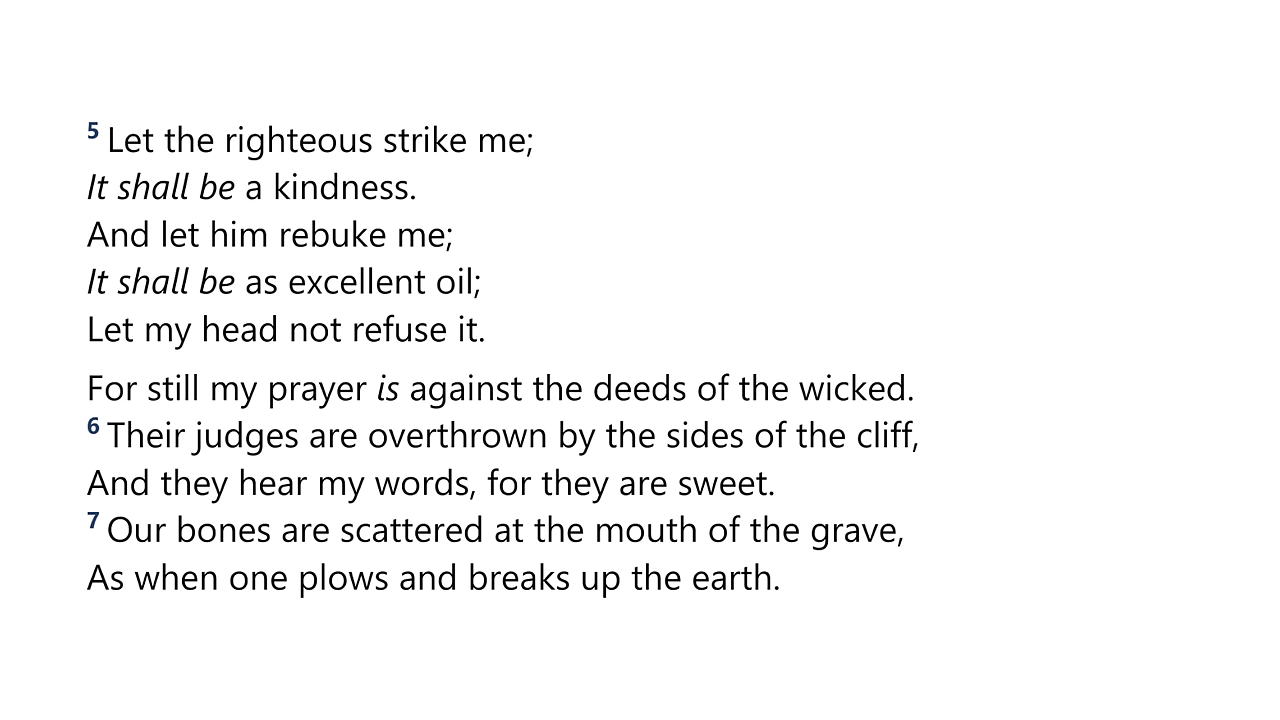 5 Let the righteous strike me;
It shall be a kindness.
And let him rebuke me;
It shall be as excellent oil;
Let my head not refuse it.
For still my prayer is against the deeds of the wicked.
6 Their judges are overthrown by the sides of the cliff,
And they hear my words, for they are sweet.
7 Our bones are scattered at the mouth of the grave,
As when one plows and breaks up the earth.